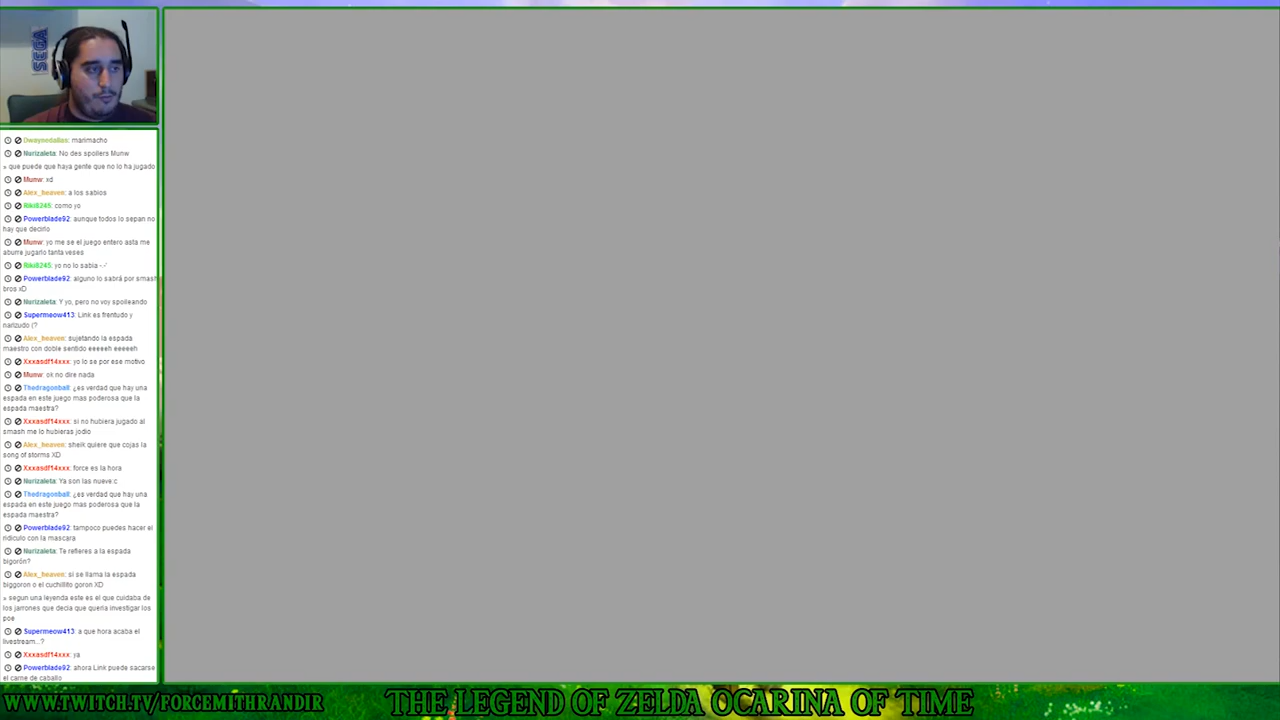 SEGA
Dwaynedallas: marimacho
Nurizaleta: No des spoilers Munw
» que puede que haya gente que no lo ha jugado
Munw: xd
Alex_heaven: a los sabios
Riki8245: como yo
Powerblade92: aunque todos lo sepan no
hay que decirlo
Munw: yo me se el juego entero asta me
aburre jugarlo tanta veses
Riki8245: yo no lo sabia -.-'
Powerblade92: alguno lo sabrá por smash
bros xD
Nurizaleta: Y yo, pero no voy spoileando
Supermeow413: Link es frentudo y
narizudo (?
Alex_heaven: sujetando la espada
maestro con doble sentido eeeeeh eeeeeh
Xxxasdf14xxx: yo lo se por ese motivo
Munw: ok no dire nada
Thedragonball: ¿es verdad que hay una
espada en este juego mas poderosa que la
espada maestra?
Xxxasdf14xxx: si no hubiera jugado al
smash me lo hubieras jodio
Alex_heaven: sheik quiere que cojas la
song of storms XD
Xxxasdf14xxx: force es la hora
Nurizaleta: Ya son las nueve:c
Thedragonball: ¿es verdad que hay una
espada en este juego mas poderosa que la
espada maestra?
Powerblade92: tampoco puedes hacer el
ridiculo con la mascara
Nurizaleta: Te refieres a la espada
bigorón?
Alex_heaven: si se llama la espada
biggoron o el cuchillito goron XD
» segun una leyenda este es el que cuidaba de
los jarrones que decia que queria investigar los
poe
Supermeow413: a que hora acaba el
livestream...?
Xxxasdf14xxx: ya
Powerblade92: ahora Link puede sacarse
el carne de caballo
WWW.TWITCH.TV/FORCEMITHRANDIR
THE LEGEND OF ZELDA OCARINA OF TIME